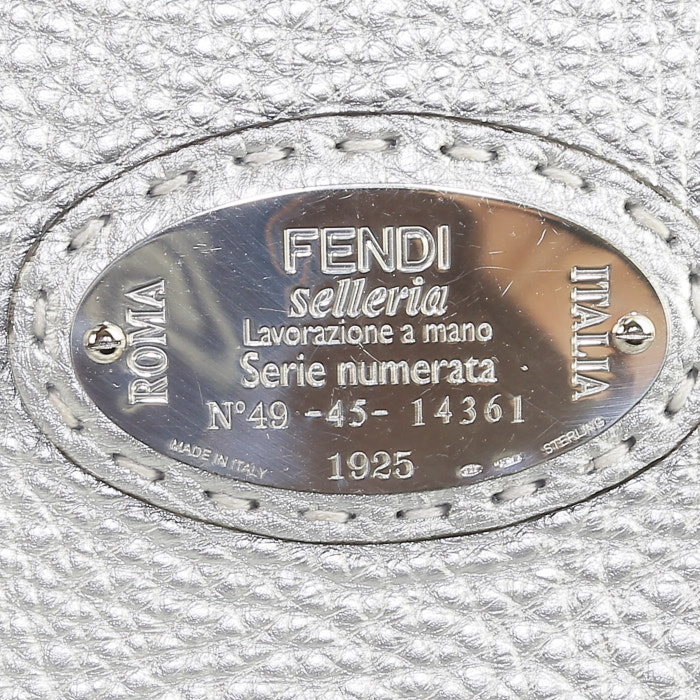 FENDI
selleria
Lavorazione a mano
Serie numerata
N°49 -45- 14361
1925
ROMA
ITALIA
MADE IN ITALY
STERLING